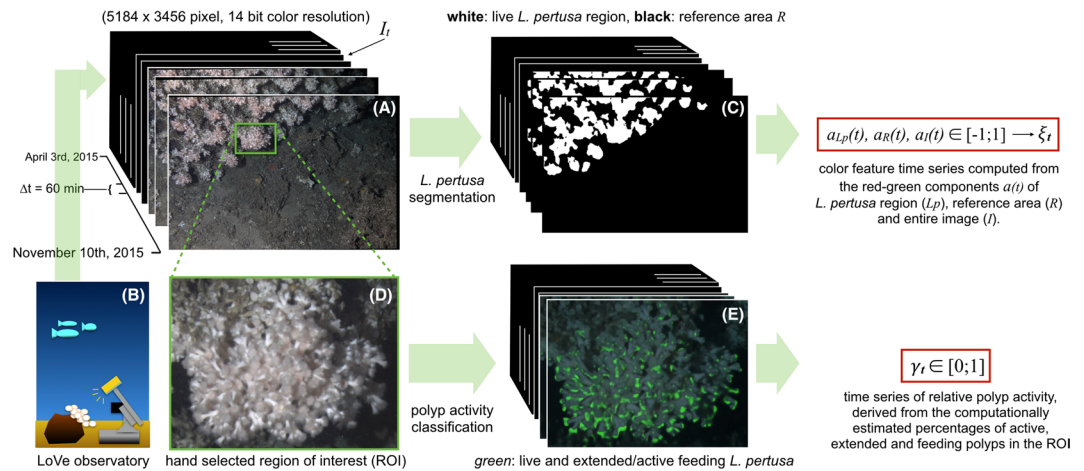 (5184 x 3456 pixel, 14 bit color resolution)
white: live L. pertusa region, black: reference area R
I_t
(A)
(C)
April 3rd, 2015
Δt = 60 min
November 10th, 2015
L. pertusa
segmentation
a_Lp(t), a_R(t), a_I(t) ∈ [-1;1] → ξ_t
color feature time series computed from
the red-green components a(t) of
L. pertusa region (Lp), reference area (R)
and entire image (I).
(B)
(D)
(E)
polyp activity
classification
γ_t ∈ [0;1]
time series of relative polyp activity,
derived from the computationally
estimated percentages of active,
extended and feeding polyps in the ROI
LoVe observatory
hand selected region of interest (ROI)
green: live and extended/active feeding L. pertusa